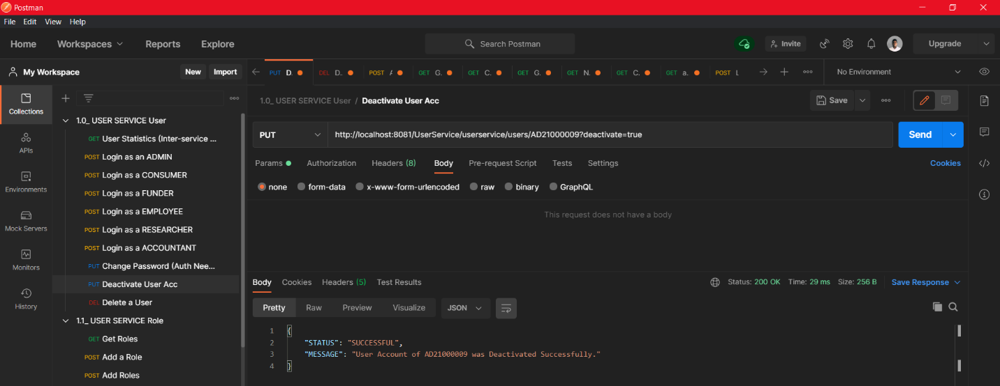 Postman
File Edit View Help
Home Workspaces Reports Explore Search Postman Invite Upgrade
My Workspace New Import PUT D. DEL D. POST GET G. GET C. GET G. GET N. GET C. GET a. POST No Environment
Collections
APIs
Environments
Mock Servers
Monitors
History
1.0_ USER SERVICE User
GET User Statistics (Inter-service ...
POST Login as an ADMIN
POST Login as a CONSUMER
POST Login as a FUNDER
POST Login as a EMPLOYEE
POST Login as a RESEARCHER
POST Login as a ACCOUNTANT
PUT Change Password (Auth Nee...
PUT Deactivate User Acc
DEL Delete a User
1.1_ USER SERVICE Role
GET Get Roles
POST Add a Role
POST Add Roles
1.0_ USER SERVICE User / Deactivate User Acc Save
PUT http://localhost:8081/UserService/userservice/users/AD21000009?deactivate=true Send
Params Authorization Headers (8) Body Pre-request Script Tests Settings Cookies
none form-data x-www-form-urlencoded raw binary GraphQL
This request does not have a body
Body Cookies Headers (5) Test Results Status: 200 OK Time: 29 ms Size: 256 B Save Response
Pretty Raw Preview Visualize JSON
1 {
2 "STATUS": "SUCCESSFUL",
3 "MESSAGE": "User Account of AD21000009 was Deactivated Successfully."
4 }